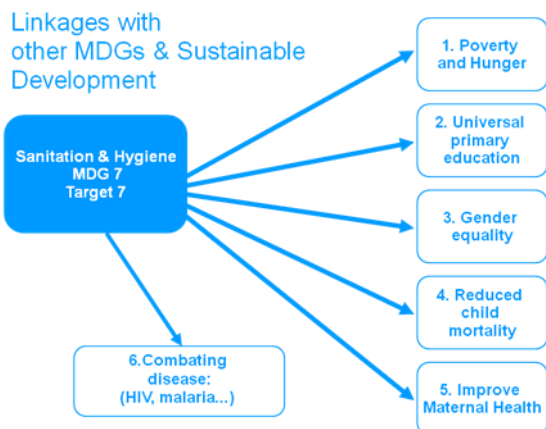 Linkages with
other MDGs & Sustainable
Development
Sanitation & Hygiene
MDG 7
Target 7
1. Poverty
and Hunger
2. Universal
primary
education
3. Gender
equality
4. Reduced
child
mortality
5. Improve
Maternal Health
6.Combating
disease:
(HIV, malaria...)